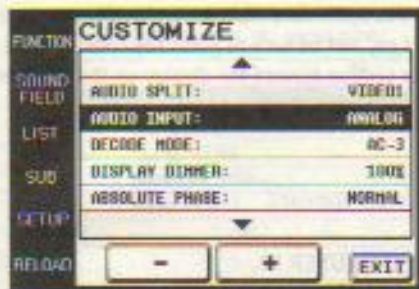 FUNCTION
SOUND FIELD
LIST
SUB
SETUP
RELOAD
CUSTOMIZE
AUDIO SPLIT: VIDEO1
AUDIO INPUT: ANALOG
DECODE MODE: AC-3
DISPLAY DIMMER: 100%
ABSOLUTE PHASE: NORMAL
- + EXIT